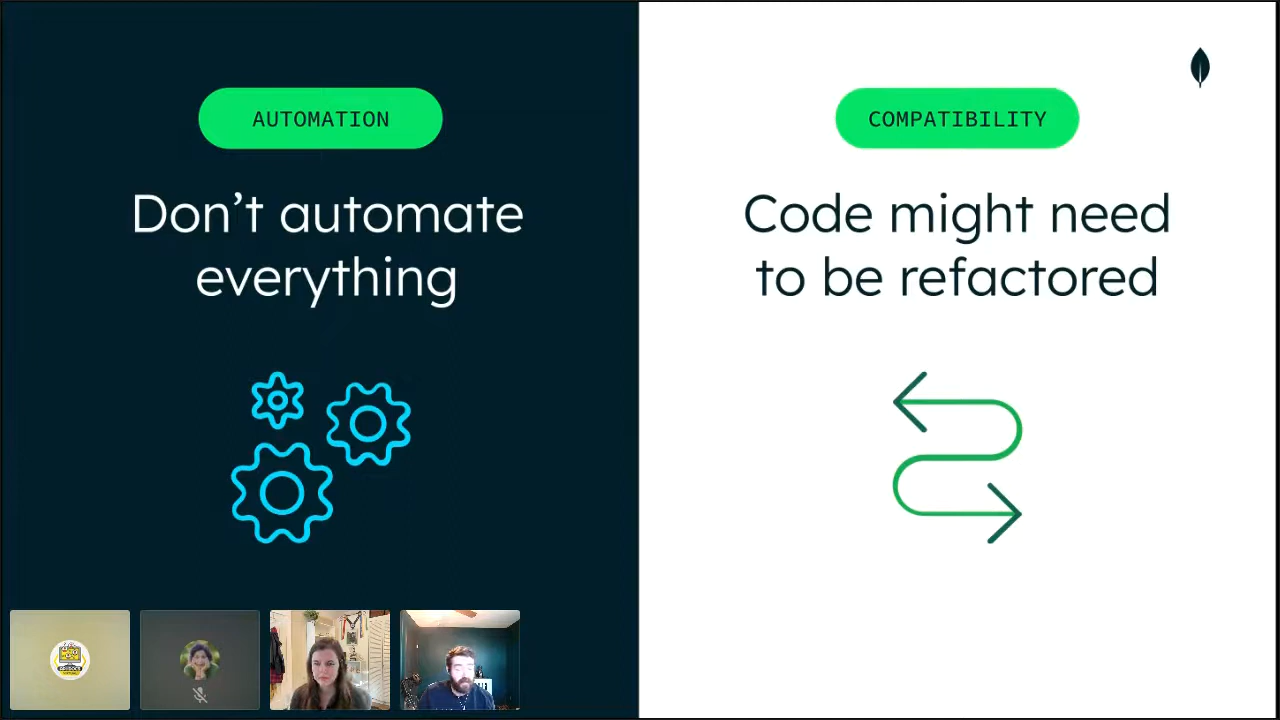 AUTOMATION
Don’t automate
everything
COMPATIBILITY
Code might need
to be refactored